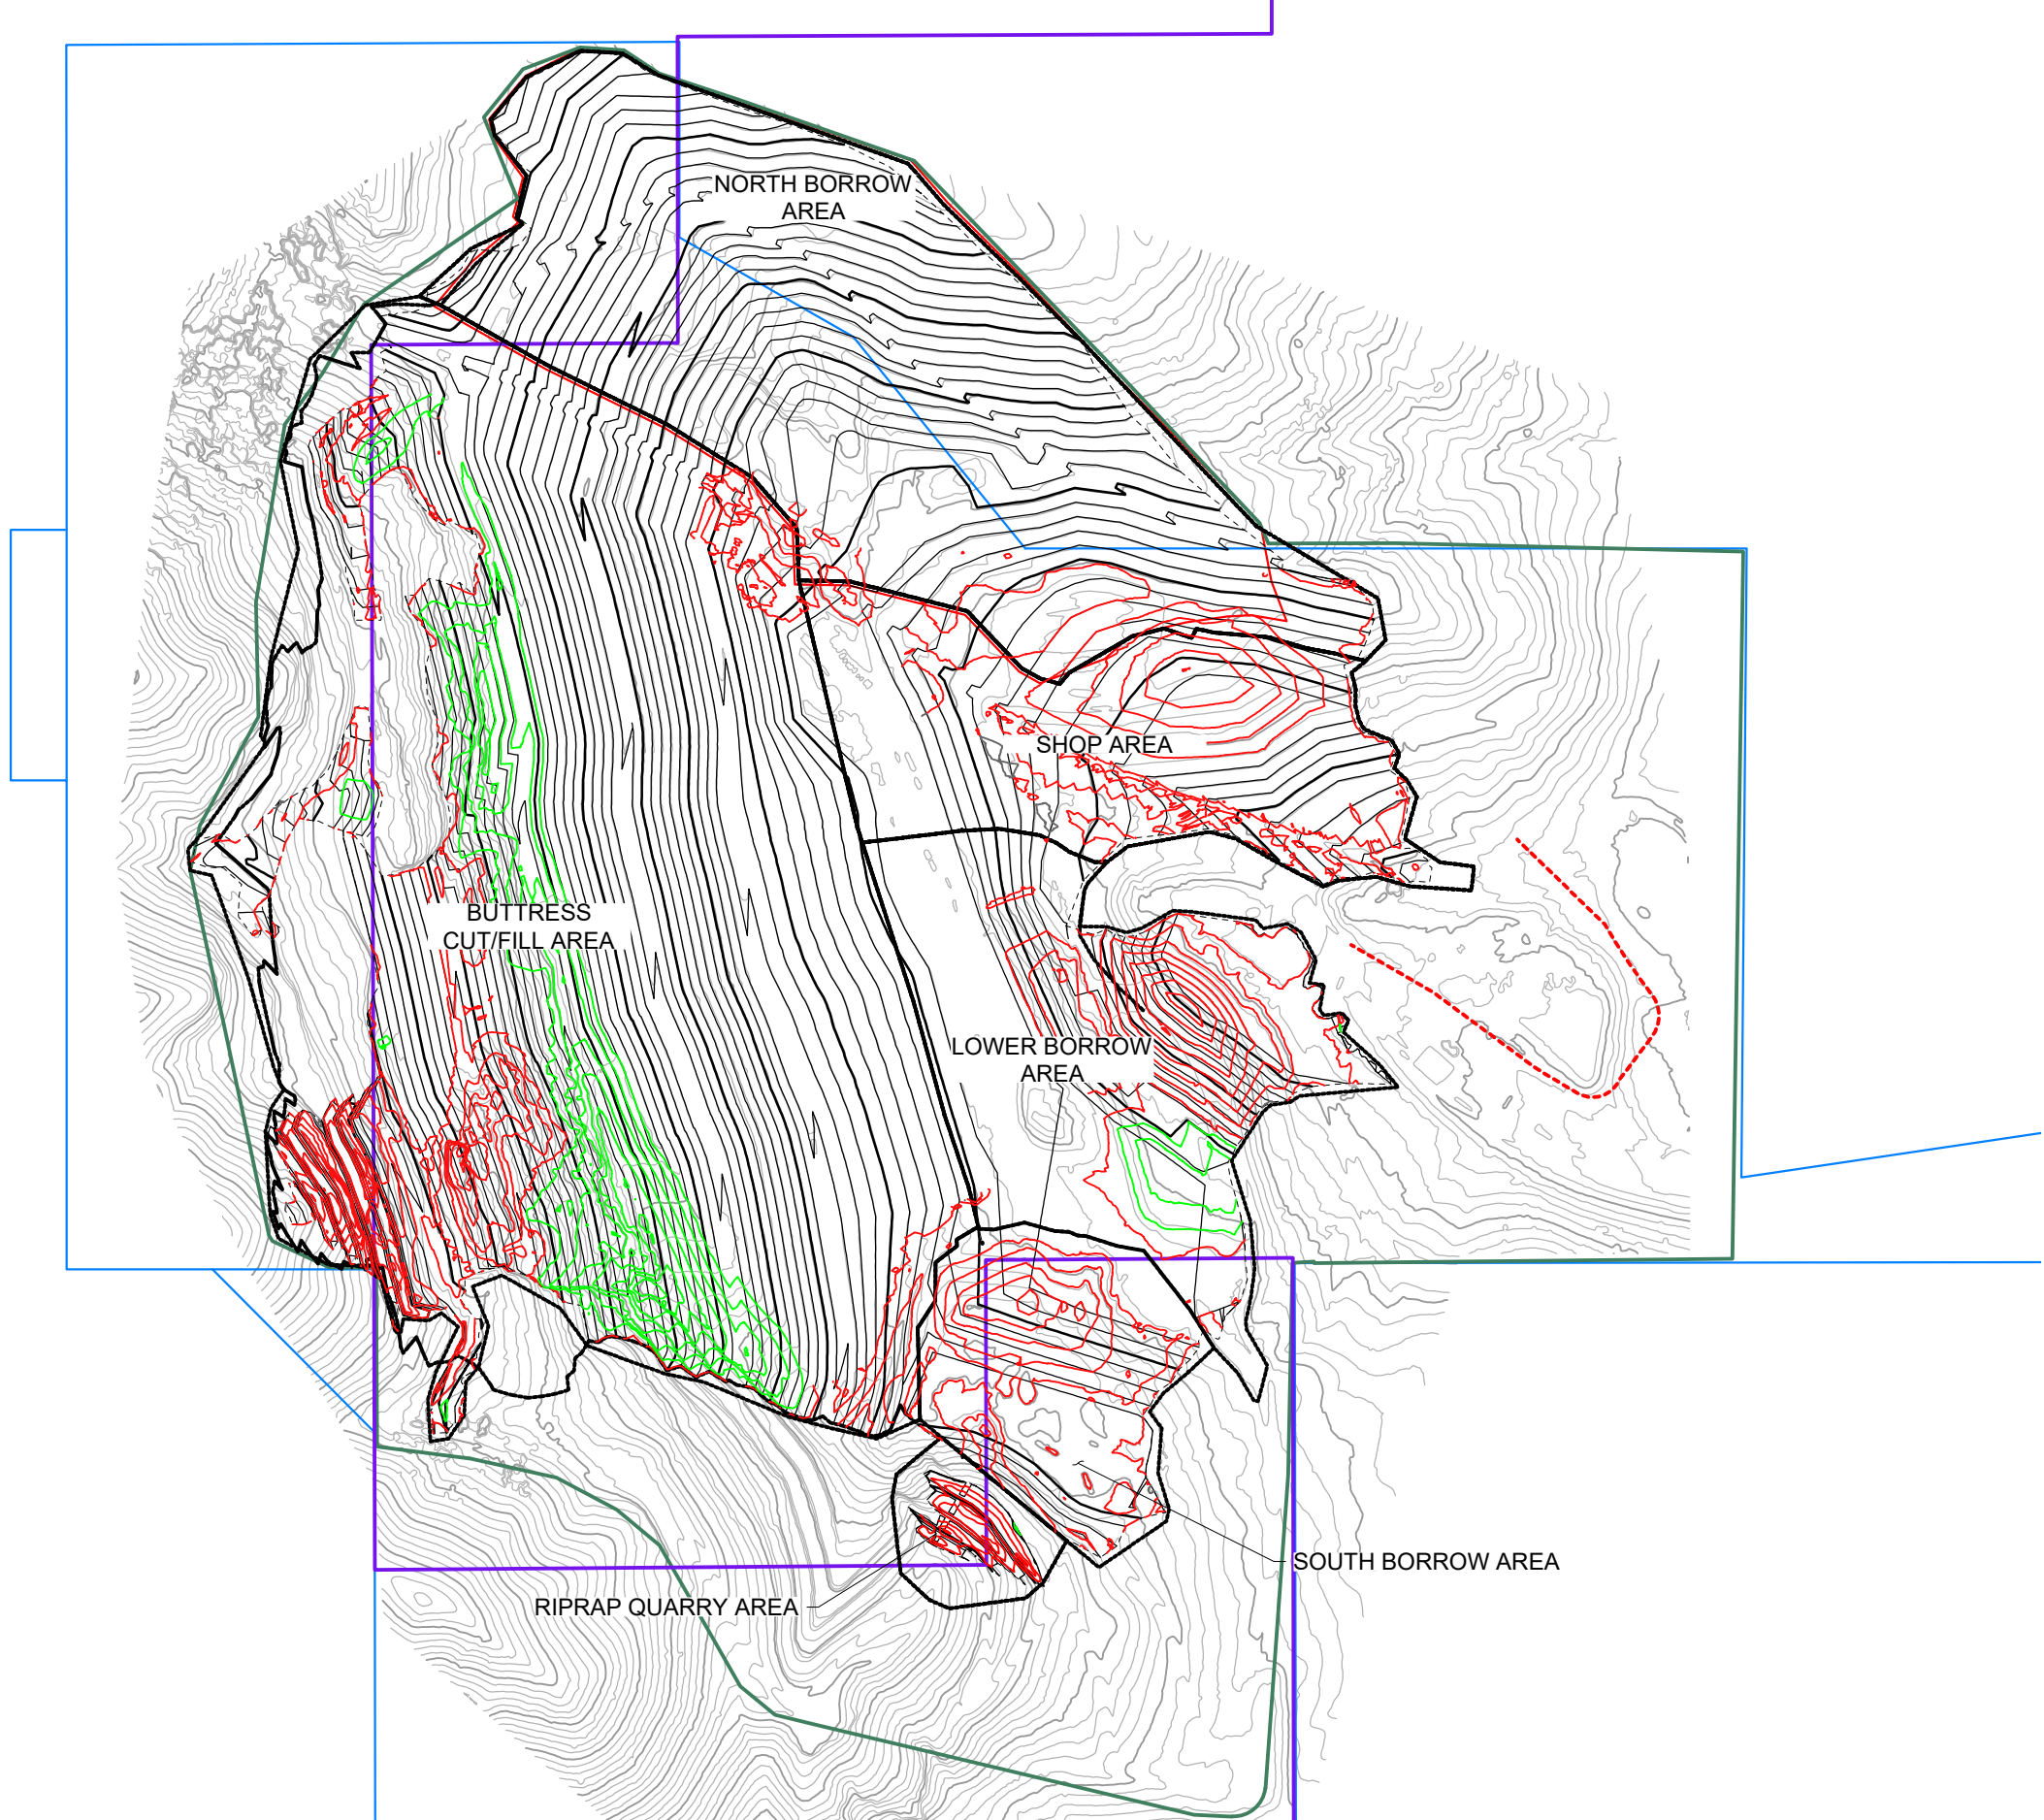 NORTH BORROW
AREA
SHOP AREA
BUTTRESS
CUT/FILL AREA
LOWER BORROW
AREA
SOUTH BORROW AREA
RIPRAP QUARRY AREA